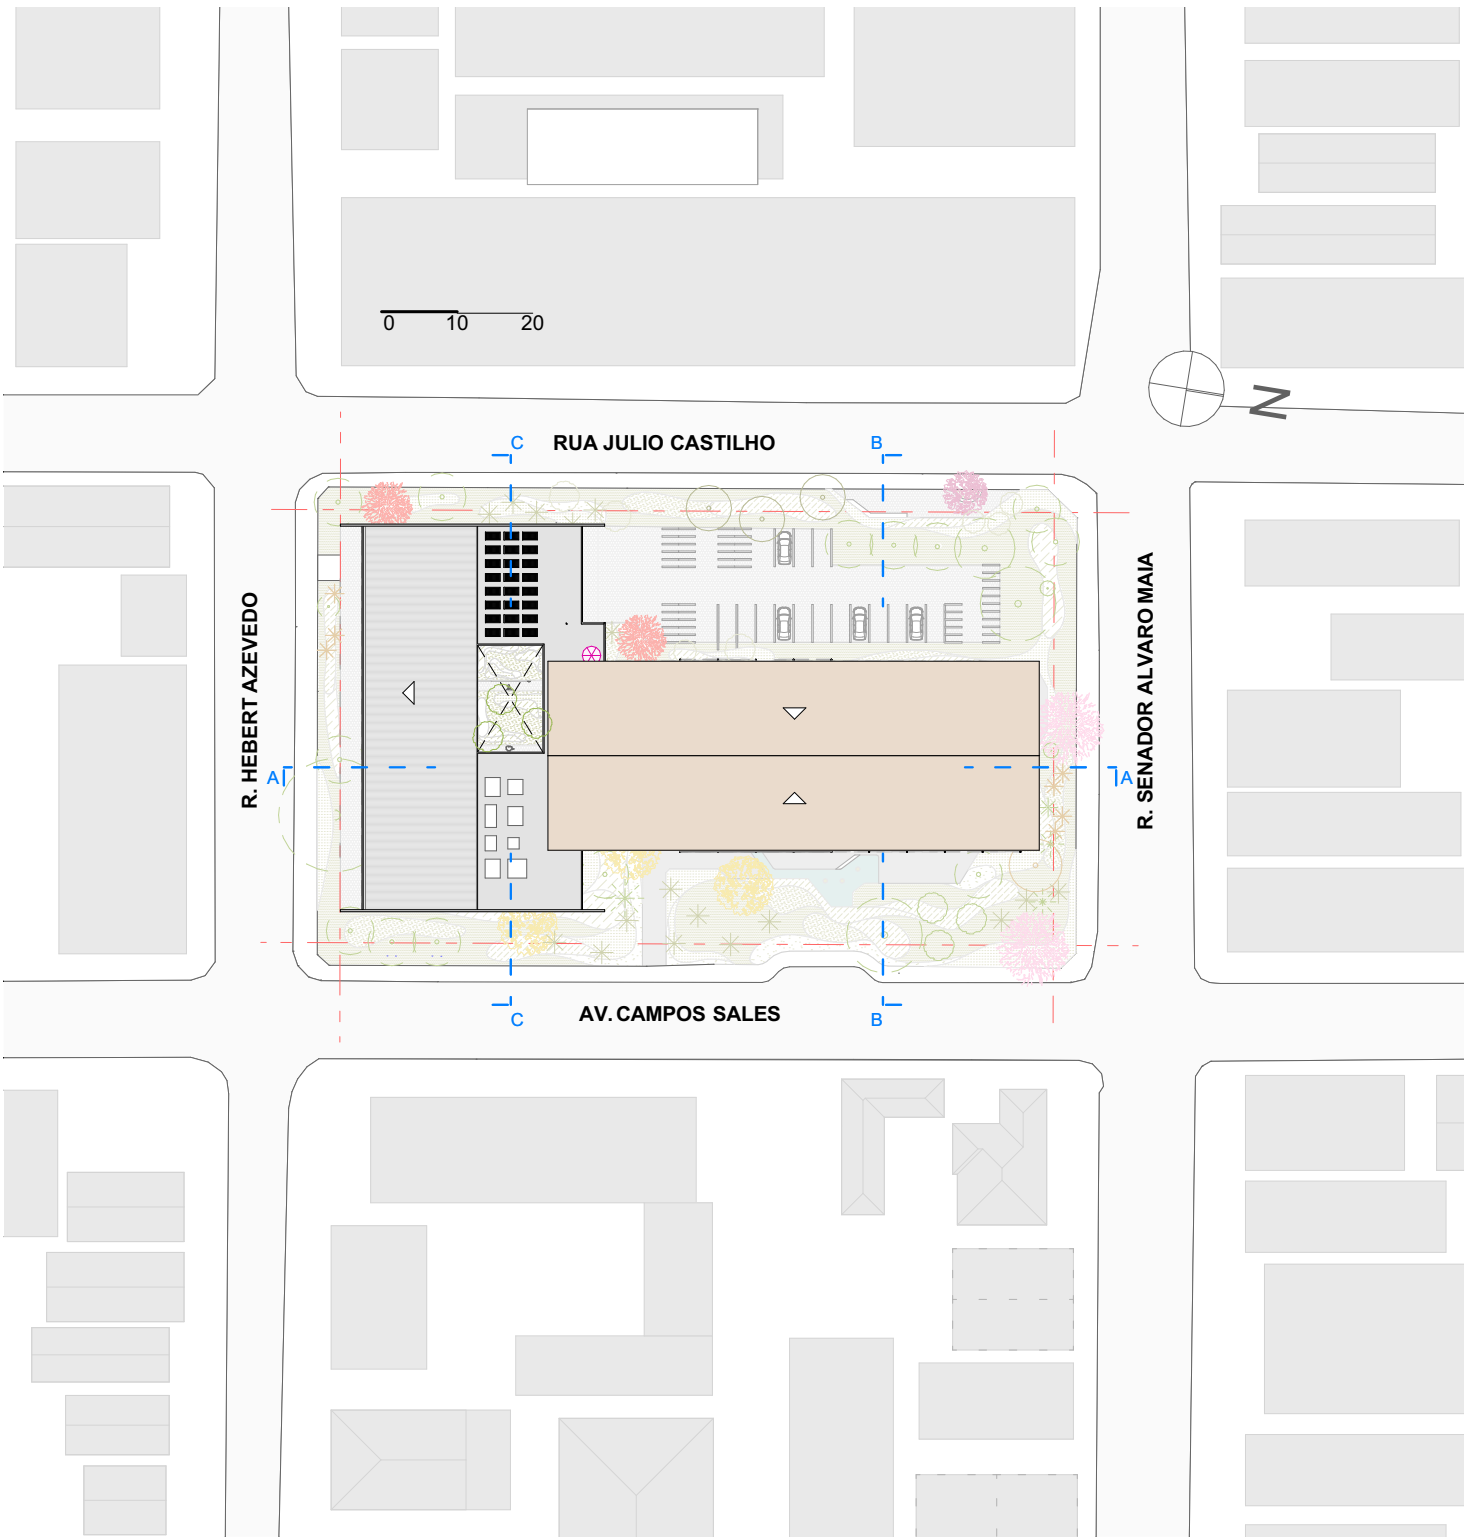 0 10 20
N
C RUA JULIO CASTILHO B
R. HEBERT AZEVEDO
R. SENADOR ALVARO MAIA
A A
C AV. CAMPOS SALES B